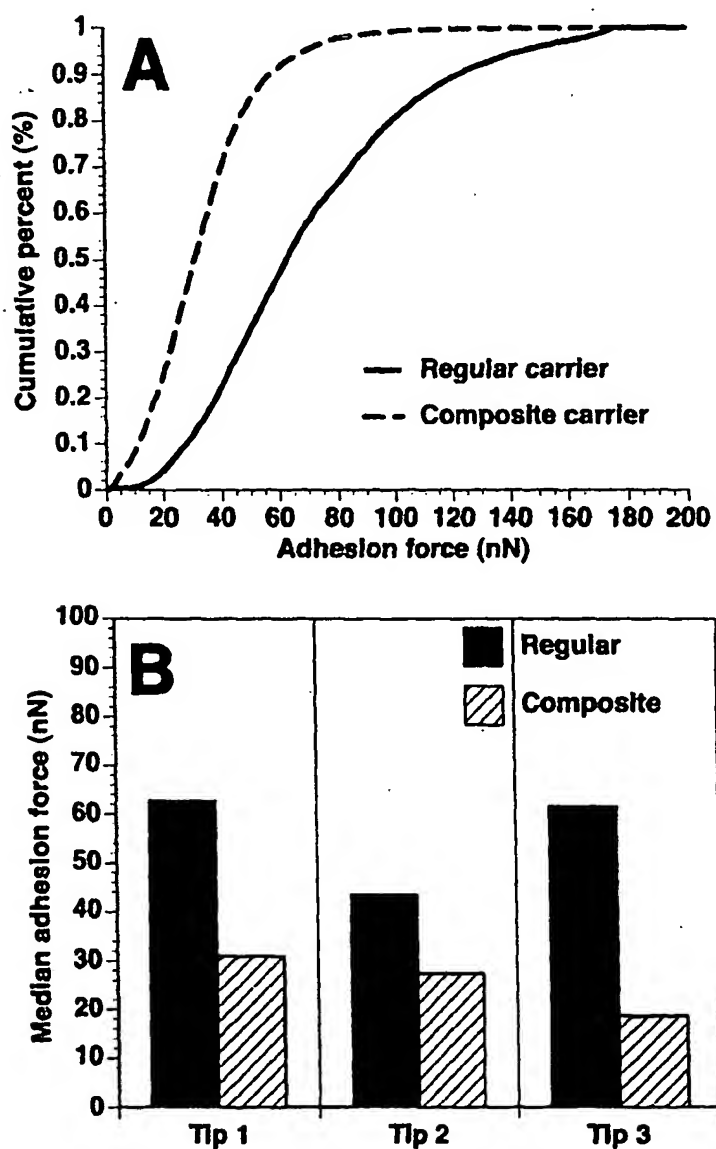 A
Cumulative percent (%)
1
0.9
0.8
0.7
0.6
0.5
0.4
0.3
0.2
0.1
0
Regular carrier
Composite carrier
0 20 40 60 80 100 120 140 160 180 200
Adhesion force (nN)
B
Median adhesion force (nN)
100
90
80
70
60
50
40
30
20
10
0
Regular
Composite
Tip 1 Tip 2 Tip 3